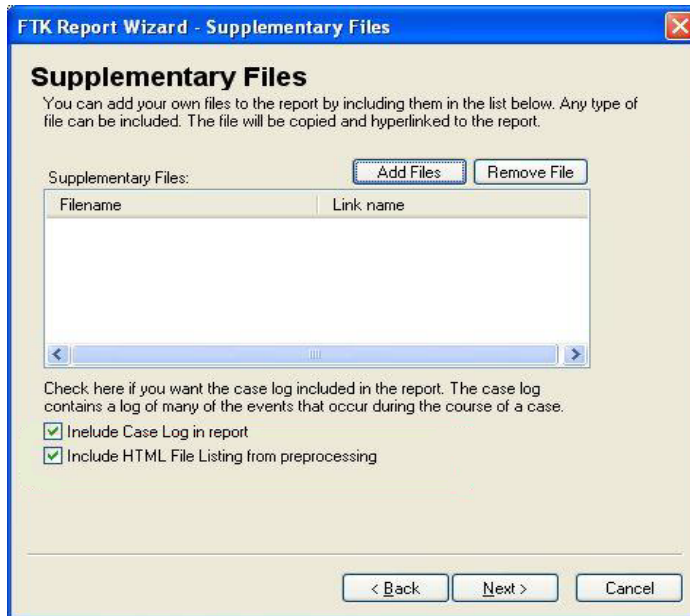 FTK Report Wizard - Supplementary Files
Supplementary Files
You can add your own files to the report by including them in the list below. Any type of
file can be included. The file will be copied and hyperlinked to the report.
Supplementary Files:
Add Files
Remove File
Filename
Link name
Check here if you want the case log included in the report. The case log
contains a log of many of the events that occur during the course of a case.
Include Case Log in report
Include HTML File Listing from preprocessing
< Back
Next >
Cancel